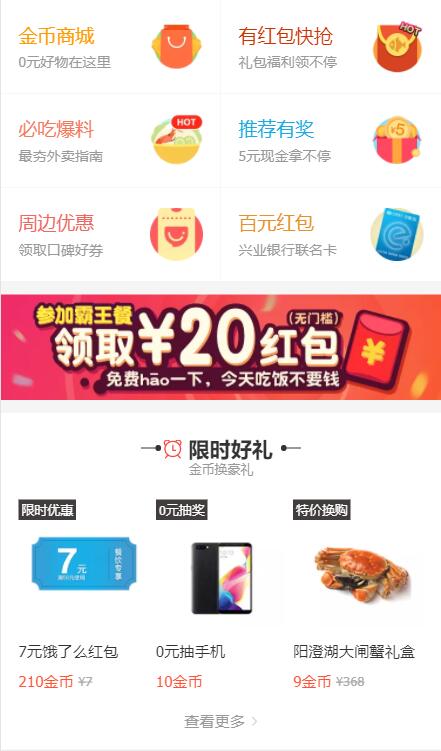 金币商城
0元好物在这里
有红包快抢
礼包福利领不停
HOT
必吃爆料
最夯外卖指南
HOT
推荐有奖
5元现金拿不停
5
周边优惠
领取口碑好券
百元红包
兴业银行联名卡
参加霸王餐
(无门槛)
领取¥20红包
¥
免费hāo一下，今天吃饭不要钱
限时好礼
金币换豪礼
限时优惠
0元抽奖
特价换购
7元
餐饮专享
7元饿了么红包
0元抽手机
阳澄湖大闸蟹礼盒
210金币 ¥7
10金币
9金币 ¥368
查看更多 >